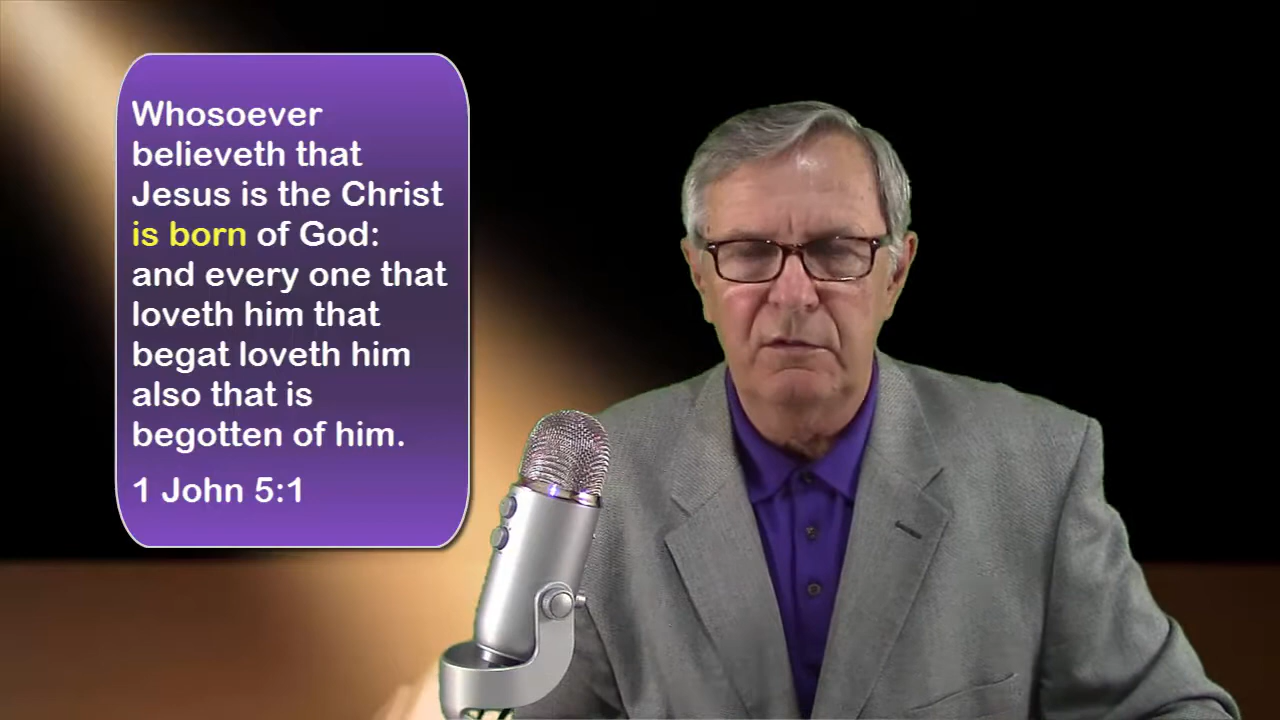 Whosoever
believeth that
Jesus is the Christ
is born of God:
and every one that
loveth him that
begat loveth him
also that is
begotten of him.
1 John 5:1